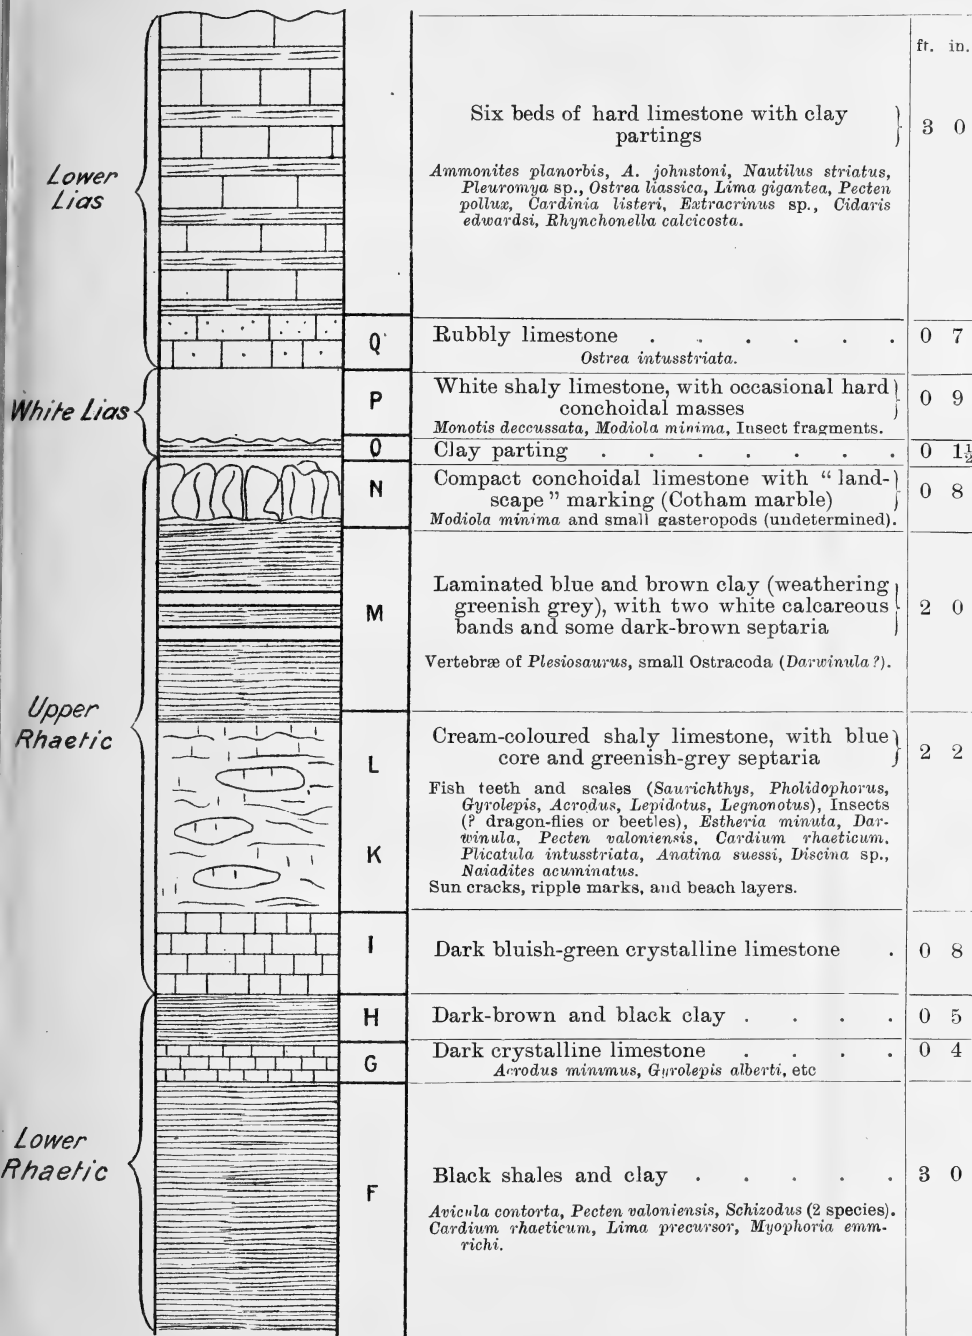 ft. in.
Lower
Lias
Six beds of hard limestone with clay
partings
3 0
Ammonites planorbis, A. johnstoni, Nautilus striatus,
Pleuromya sp., Ostrea liassica, Lima gigantea, Pecten
pollux, Cardinia listeri, Extracrinus sp., Cidaris
edwardsi, Rhynchonella calcicosta.
Q Rubbly limestone . . . . . . 0 7
Ostrea intusstriata.
White Lias
P White shaly limestone, with occasional hard
conchoidal masses
0 9
Monotis deccussata, Modiola minima, Insect fragments.
O Clay parting . . . . . . . 0 1½
Upper
Rhaetic
N Compact conchoidal limestone with "land-
scape" marking (Cotham marble)
0 8
Modiola minima and small gasteropods (undetermined).
M Laminated blue and brown clay (weathering
greenish grey), with two white calcareous
bands and some dark-brown septaria
2 0
Vertebræ of Plesiosaurus, small Ostracoda (Darwinula?).
L Cream-coloured shaly limestone, with blue
core and greenish-grey septaria
2 2
K
Fish teeth and scales (Saurichthys, Pholidophorus,
Gyrolepis, Acrodus, Lepidotus, Legnonotus), Insects
(? dragon-flies or beetles), Estheria minuta, Dar-
winula, Pecten valoniensis, Cardium rhaeticum,
Plicatula intusstriata, Anatina suessi, Discina sp.,
Naiadites acuminatus.
Sun cracks, ripple marks, and beach layers.
I Dark bluish-green crystalline limestone . 0 8
Lower
Rhaetic
H Dark-brown and black clay . . . . 0 5
G Dark crystalline limestone . . . . 0 4
Acrodus minimus, Gyrolepis alberti, etc
F Black shales and clay . . . . . 3 0
Avicula contorta, Pecten valoniensis, Schizodus (2 species).
Cardium rhaeticum, Lima precursor, Myophoria emm-
richi.